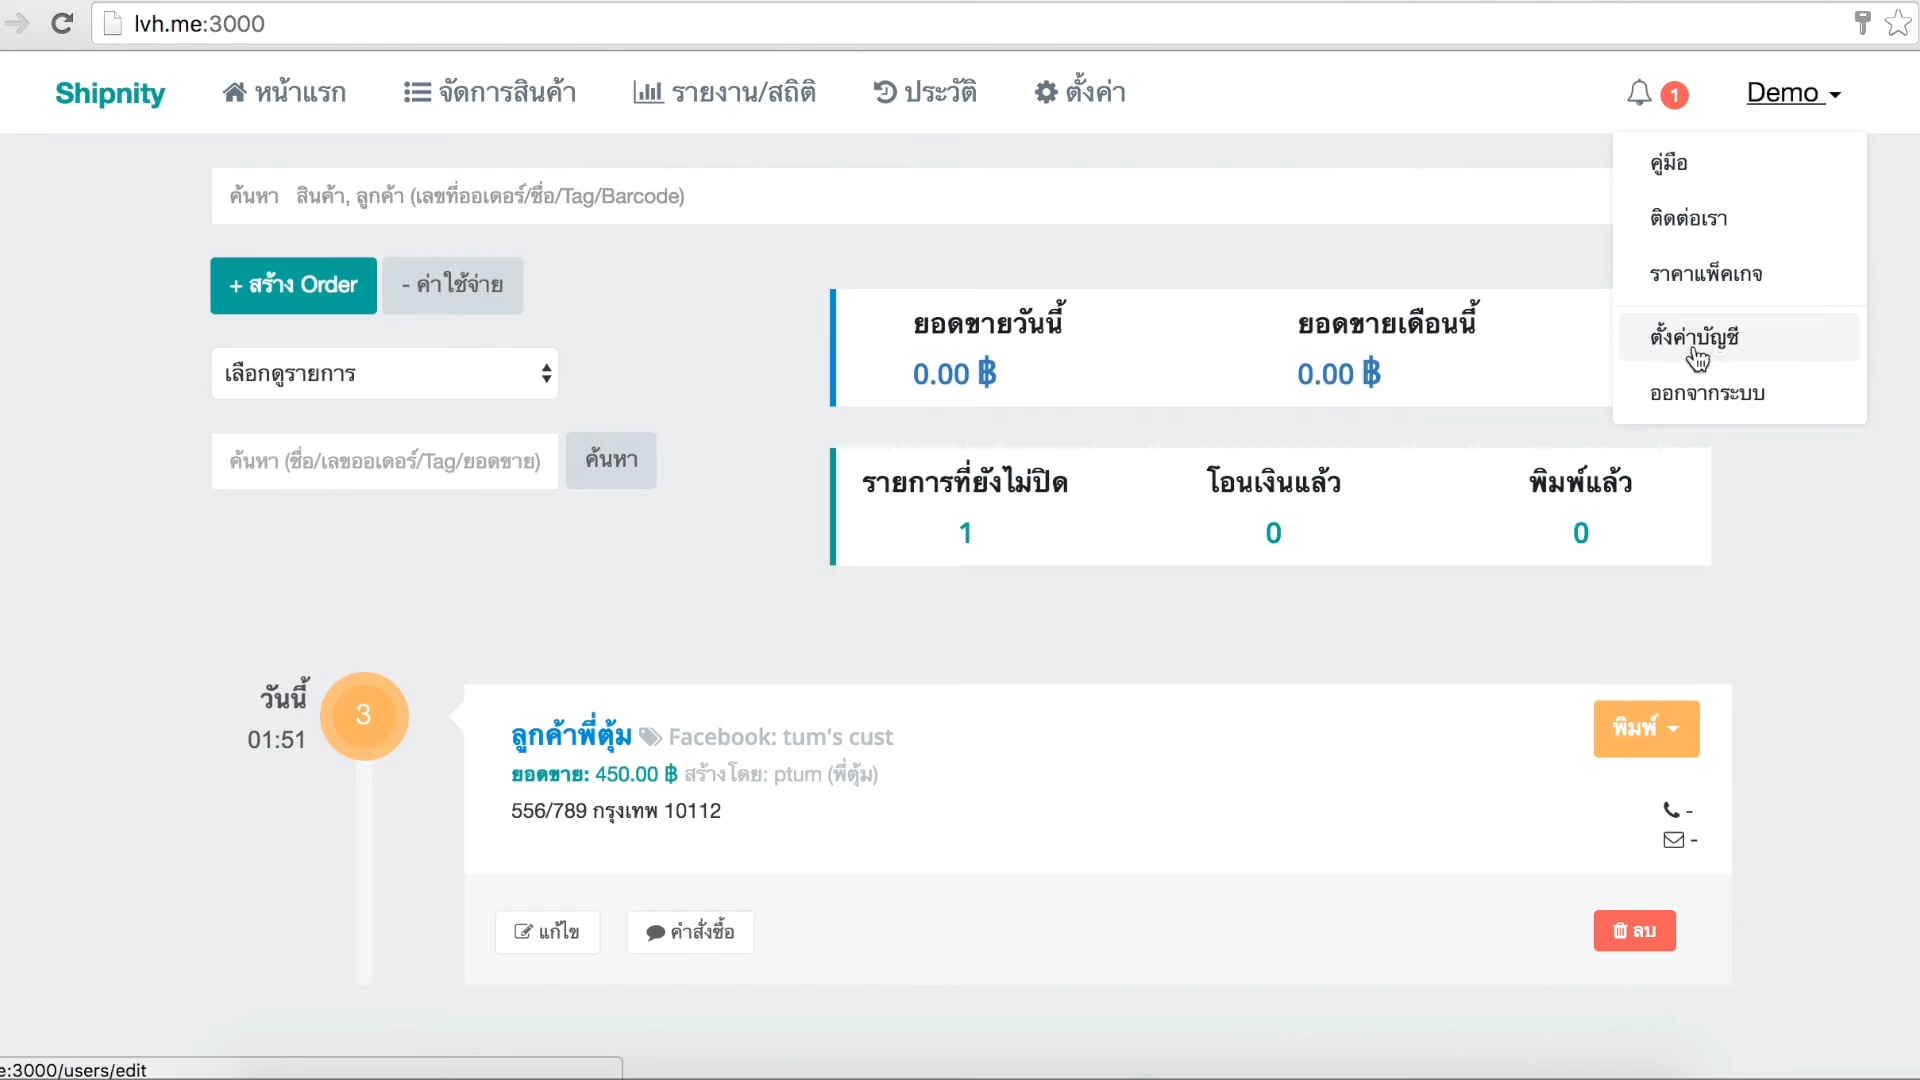 lvh.me:3000
Shipnity
หน้าแรก
จัดการสินค้า
รายงาน/สถิติ
ประวัติ
ตั้งค่า
1
Demo
คู่มือ
ติดต่อเรา
ราคาแพ็คเกจ
ตั้งค่าบัญชี
ออกจากระบบ
ค้นหา สินค้า, ลูกค้า (เลขที่ออเดอร์/ชื่อ/Tag/Barcode)
+ สร้าง Order
- ค่าใช้จ่าย
เลือกดูรายการ
ค้นหา (ชื่อ/เลขออเดอร์/Tag/ยอดขาย)
ค้นหา
ยอดขายวันนี้
0.00 ฿
ยอดขายเดือนนี้
0.00 ฿
รายการที่ยังไม่ปิด
1
โอนเงินแล้ว
0
พิมพ์แล้ว
0
วันนี้
01:51
3
ลูกค้าพี่ตุ้ม Facebook: tum's cust
ยอดขาย: 450.00 ฿ สร้างโดย: ptum (พี่ตุ้ม)
556/789 กรุงเทพ 10112
พิมพ์
-
-
แก้ไข
คำสั่งซื้อ
ลบ
e:3000/users/edit